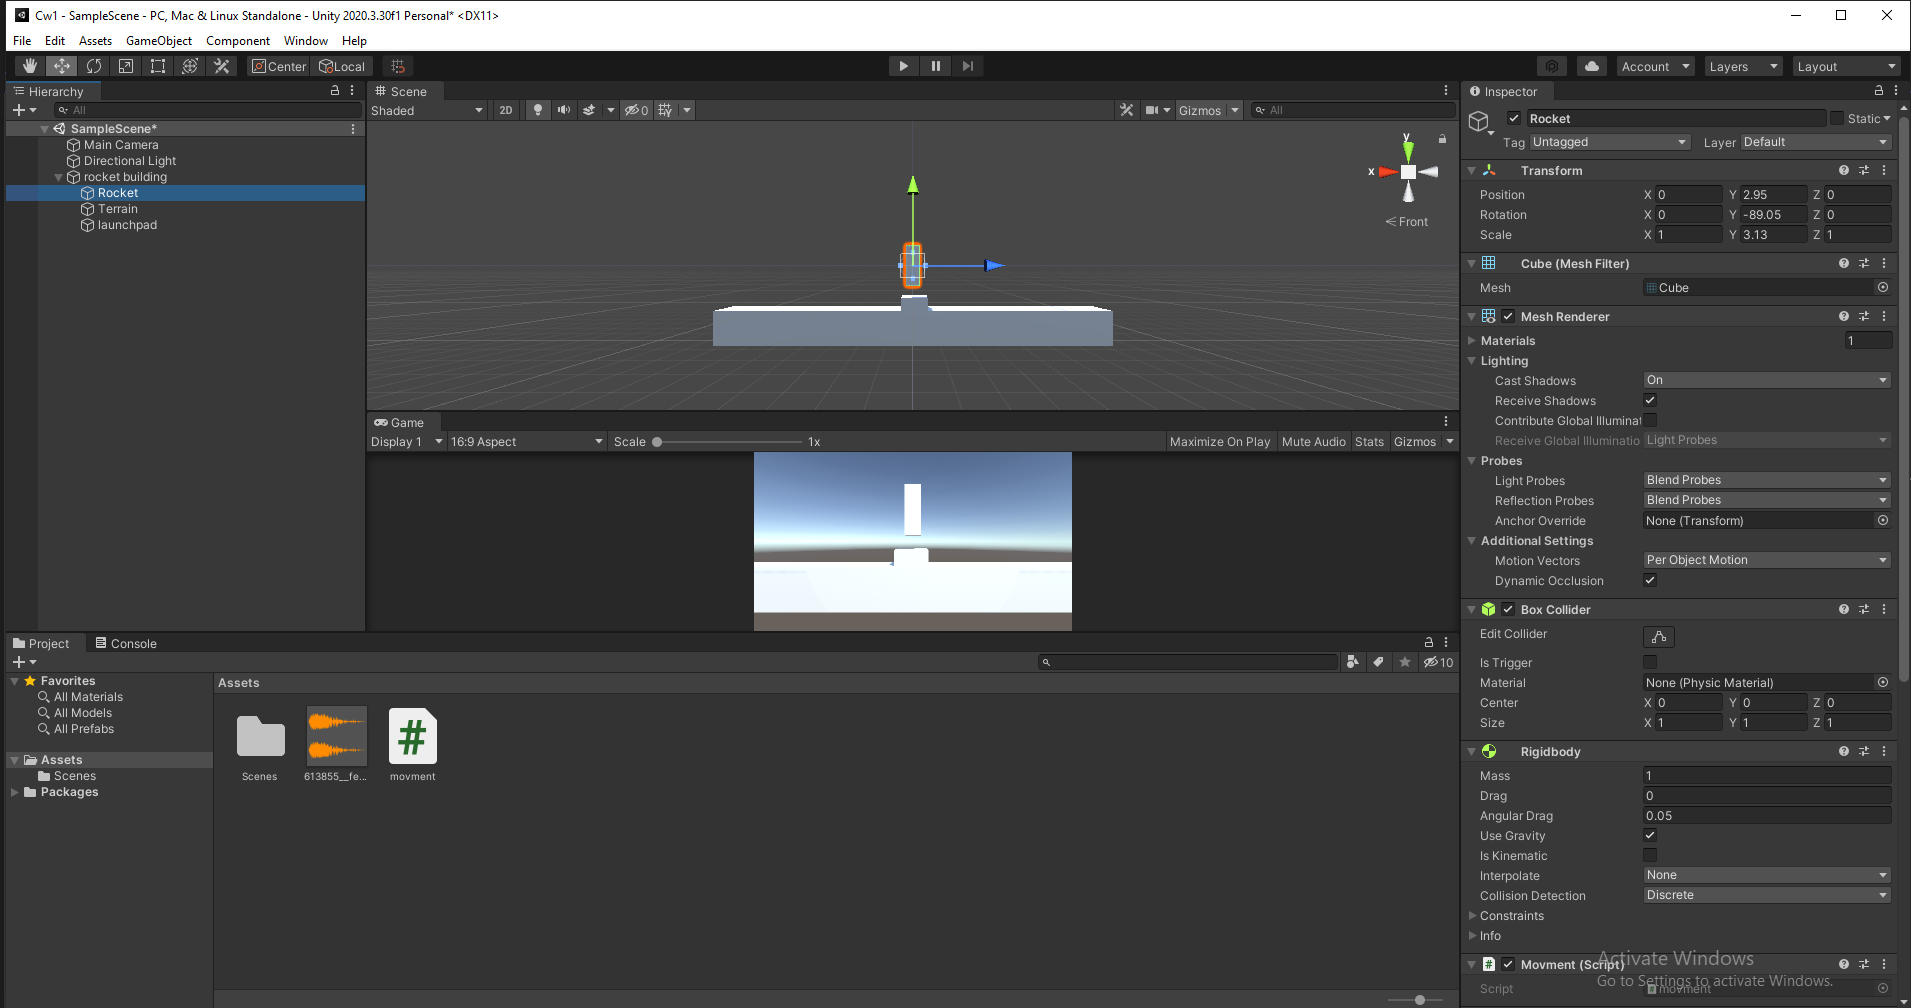 Cw1 - SampleScene - PC, Mac & Linux Standalone - Unity 2020.3.30f1 Personal* <DX11>
File Edit Assets GameObject Component Window Help
Center Local Account Layers Layout
Hierarchy
All
SampleScene*
Main Camera
Directional Light
rocket building
Rocket
Terrain
launchpad
Scene
Shaded 2D 0 Gizmos All
y
x
Front
Game
Display 1 16:9 Aspect Scale 1x Maximize On Play Mute Audio Stats Gizmos
Project Console
10
Favorites
All Materials
All Models
All Prefabs
Assets
Scenes
Packages
Assets
Scenes 613855__fe... movment
Inspector
Rocket Static
Tag Untagged Layer Default
Transform
Position X 0 Y 2.95 Z 0
Rotation X 0 Y -89.05 Z 0
Scale X 1 Y 3.13 Z 1
Cube (Mesh Filter)
Mesh Cube
Mesh Renderer
Materials 1
Lighting
Cast Shadows On
Receive Shadows
Contribute Global Illuminat
Receive Global Illuminatio Light Probes
Probes
Light Probes Blend Probes
Reflection Probes Blend Probes
Anchor Override None (Transform)
Additional Settings
Motion Vectors Per Object Motion
Dynamic Occlusion
Box Collider
Edit Collider
Is Trigger
Material None (Physic Material)
Center X 0 Y 0 Z 0
Size X 1 Y 1 Z 1
Rigidbody
Mass 1
Drag 0
Angular Drag 0.05
Use Gravity
Is Kinematic
Interpolate None
Collision Detection Discrete
Constraints
Info
Movment (Script)
Script movment
Activate Windows
Go to Settings to activate Windows.